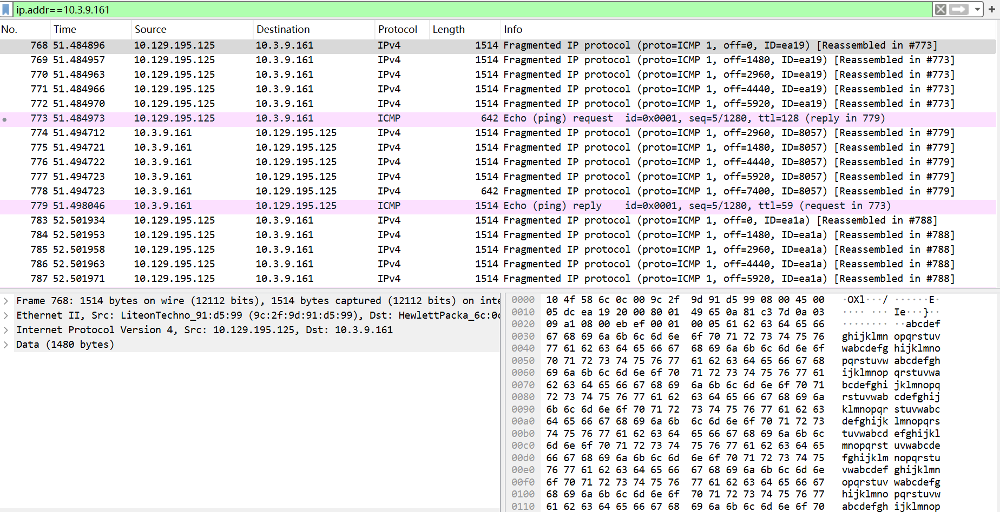 ip.addr==10.3.9.161
No. Time Source Destination Protocol Length Info
768 51.484896 10.129.195.125 10.3.9.161 IPv4 1514 Fragmented IP protocol (proto=ICMP 1, off=0, ID=ea19) [Reassembled in #773]
769 51.484957 10.129.195.125 10.3.9.161 IPv4 1514 Fragmented IP protocol (proto=ICMP 1, off=1480, ID=ea19) [Reassembled in #773]
770 51.484963 10.129.195.125 10.3.9.161 IPv4 1514 Fragmented IP protocol (proto=ICMP 1, off=2960, ID=ea19) [Reassembled in #773]
771 51.484966 10.129.195.125 10.3.9.161 IPv4 1514 Fragmented IP protocol (proto=ICMP 1, off=4440, ID=ea19) [Reassembled in #773]
772 51.484970 10.129.195.125 10.3.9.161 IPv4 1514 Fragmented IP protocol (proto=ICMP 1, off=5920, ID=ea19) [Reassembled in #773]
773 51.484973 10.129.195.125 10.3.9.161 ICMP 642 Echo (ping) request id=0x0001, seq=5/1280, ttl=128 (reply in 779)
774 51.494712 10.3.9.161 10.129.195.125 IPv4 1514 Fragmented IP protocol (proto=ICMP 1, off=2960, ID=8057) [Reassembled in #779]
775 51.494721 10.3.9.161 10.129.195.125 IPv4 1514 Fragmented IP protocol (proto=ICMP 1, off=1480, ID=8057) [Reassembled in #779]
776 51.494722 10.3.9.161 10.129.195.125 IPv4 1514 Fragmented IP protocol (proto=ICMP 1, off=4440, ID=8057) [Reassembled in #779]
777 51.494723 10.3.9.161 10.129.195.125 IPv4 1514 Fragmented IP protocol (proto=ICMP 1, off=5920, ID=8057) [Reassembled in #779]
778 51.494723 10.3.9.161 10.129.195.125 IPv4 642 Fragmented IP protocol (proto=ICMP 1, off=7400, ID=8057) [Reassembled in #779]
779 51.498046 10.3.9.161 10.129.195.125 ICMP 1514 Echo (ping) reply id=0x0001, seq=5/1280, ttl=59 (request in 773)
783 52.501934 10.129.195.125 10.3.9.161 IPv4 1514 Fragmented IP protocol (proto=ICMP 1, off=0, ID=ea1a) [Reassembled in #788]
784 52.501953 10.129.195.125 10.3.9.161 IPv4 1514 Fragmented IP protocol (proto=ICMP 1, off=1480, ID=ea1a) [Reassembled in #788]
785 52.501958 10.129.195.125 10.3.9.161 IPv4 1514 Fragmented IP protocol (proto=ICMP 1, off=2960, ID=ea1a) [Reassembled in #788]
786 52.501963 10.129.195.125 10.3.9.161 IPv4 1514 Fragmented IP protocol (proto=ICMP 1, off=4440, ID=ea1a) [Reassembled in #788]
787 52.501971 10.129.195.125 10.3.9.161 IPv4 1514 Fragmented IP protocol (proto=ICMP 1, off=5920, ID=ea1a) [Reassembled in #788]
Frame 768: 1514 bytes on wire (12112 bits), 1514 bytes captured (12112 bits) on inte
Ethernet II, Src: LiteonTechno_91:d5:99 (9c:2f:9d:91:d5:99), Dst: HewlettPacka_6c:0c
Internet Protocol Version 4, Src: 10.129.195.125, Dst: 10.3.9.161
Data (1480 bytes)
0000 10 4f 58 6c 0c 00 9c 2f 9d 91 d5 99 08 00 45 00 ·OXl···/ ······E·
0010 05 dc ea 19 20 00 80 01 49 65 0a 81 c3 7d 0a 03 ···· ··· Ie···}··
0020 09 a1 08 00 eb ef 00 01 00 05 61 62 63 64 65 66 ········ ··abcdef
0030 67 68 69 6a 6b 6c 6d 6e 6f 70 71 72 73 74 75 76 ghijklmn opqrstuv
0040 77 61 62 63 64 65 66 67 68 69 6a 6b 6c 6d 6e 6f wabcdefg hijklmno
0050 70 71 72 73 74 75 76 77 61 62 63 64 65 66 67 68 pqrstuvw abcdefgh
0060 69 6a 6b 6c 6d 6e 6f 70 71 72 73 74 75 76 77 61 ijklmnop qrstuvwa
0070 62 63 64 65 66 67 68 69 6a 6b 6c 6d 6e 6f 70 71 bcdefghi jklmnopq
0080 72 73 74 75 76 77 61 62 63 64 65 66 67 68 69 6a rstuvwab cdefghij
0090 6b 6c 6d 6e 6f 70 71 72 73 74 75 76 77 61 62 63 klmnopqr stuvwabc
00a0 64 65 66 67 68 69 6a 6b 6c 6d 6e 6f 70 71 72 73 defghijk lmnopqrs
00b0 74 75 76 77 61 62 63 64 65 66 67 68 69 6a 6b 6c tuvwabcd efghijkl
00c0 6d 6e 6f 70 71 72 73 74 75 76 77 61 62 63 64 65 mnopqrst uvwabcde
00d0 66 67 68 69 6a 6b 6c 6d 6e 6f 70 71 72 73 74 75 fghijklm nopqrstu
00e0 76 77 61 62 63 64 65 66 67 68 69 6a 6b 6c 6d 6e vwabcdef ghijklmn
00f0 6f 70 71 72 73 74 75 76 77 61 62 63 64 65 66 67 opqrstuv wabcdefg
0100 68 69 6a 6b 6c 6d 6e 6f 70 71 72 73 74 75 76 77 hijklmno pqrstuvw
0110 61 62 63 64 65 66 67 68 69 6a 6b 6c 6d 6e 6f 70 abcdefgh ijklmnop